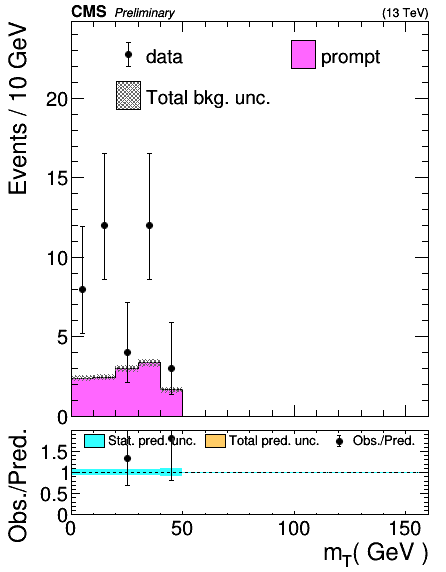 CMS Preliminary (13 TeV)
Events / 10 GeV
data
prompt
Total bkg. unc.
20
15
10
5
0
Obs./Pred.
Stat. pred. unc.
Total pred. unc.
Obs./Pred.
1.5
1
0.5
0
0 50 100 150
mT( GeV )